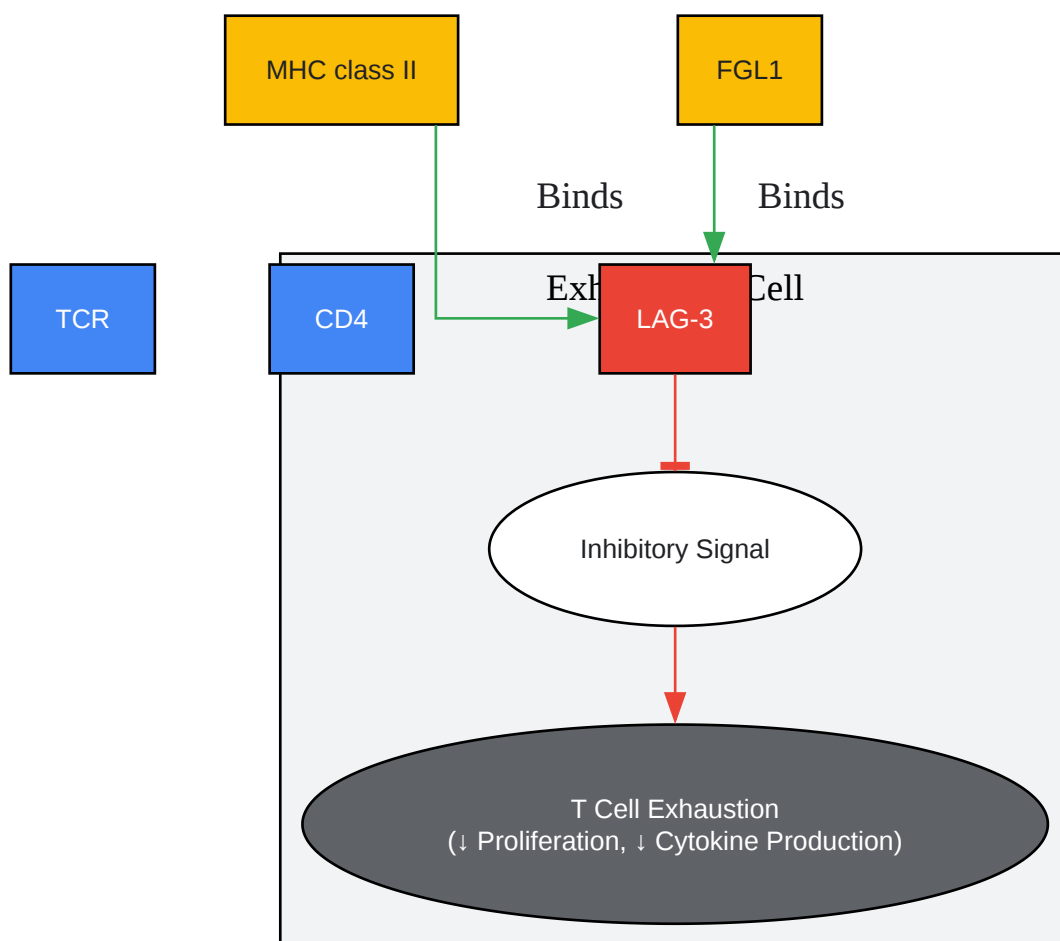 MHC class II
FGL1
Binds
Binds
Cell
TCR
CD4
LAG-3
Inhibitory Signal
T Cell Exhaustion
(↓ Proliferation, ↓ Cytokine Production)